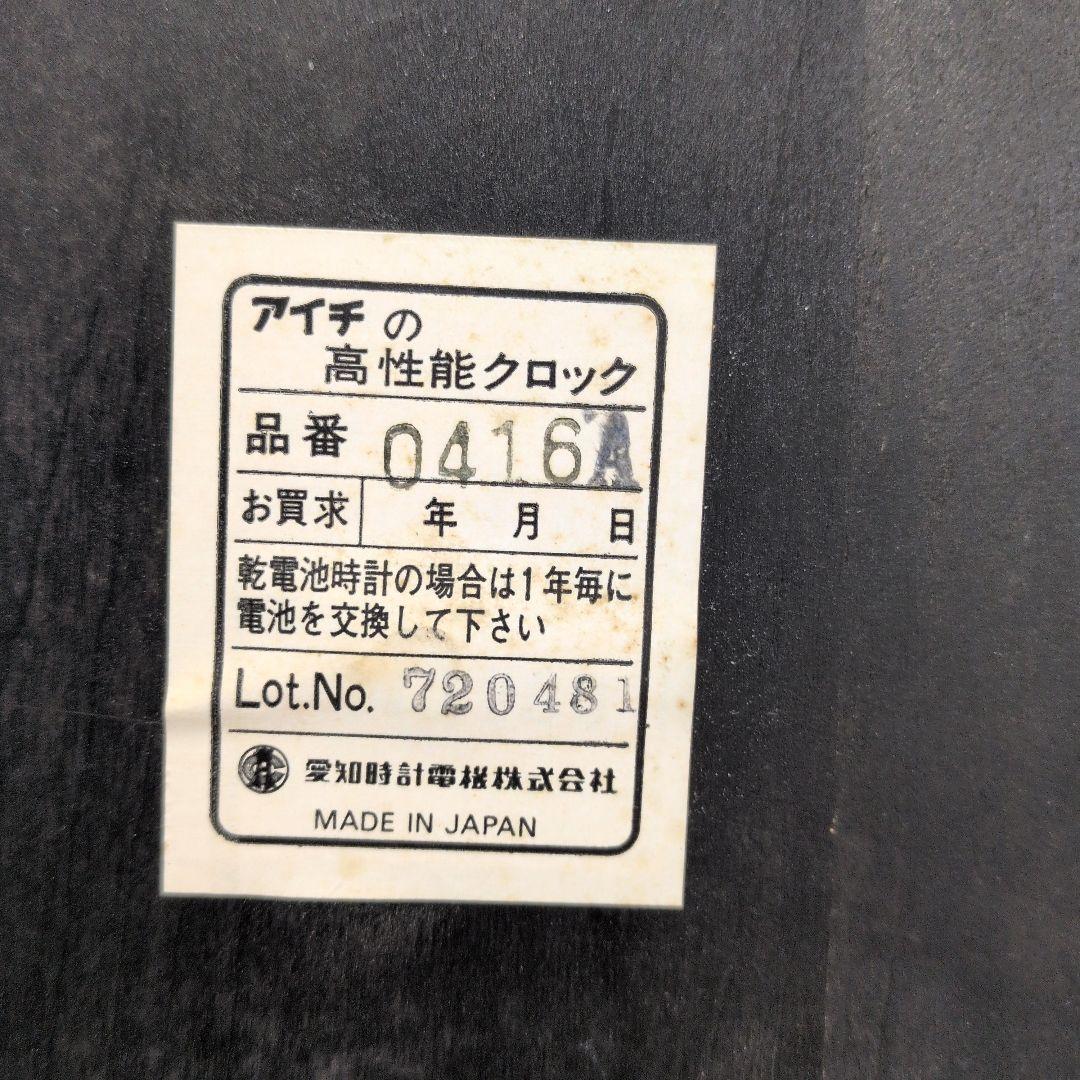 アイチの
高性能クロック
品番 0416A
お買求 年 月 日
乾電池時計の場合は1年毎に
電池を交換して下さい
Lot.No. 720481
愛知時計電機株式会社
MADE IN JAPAN